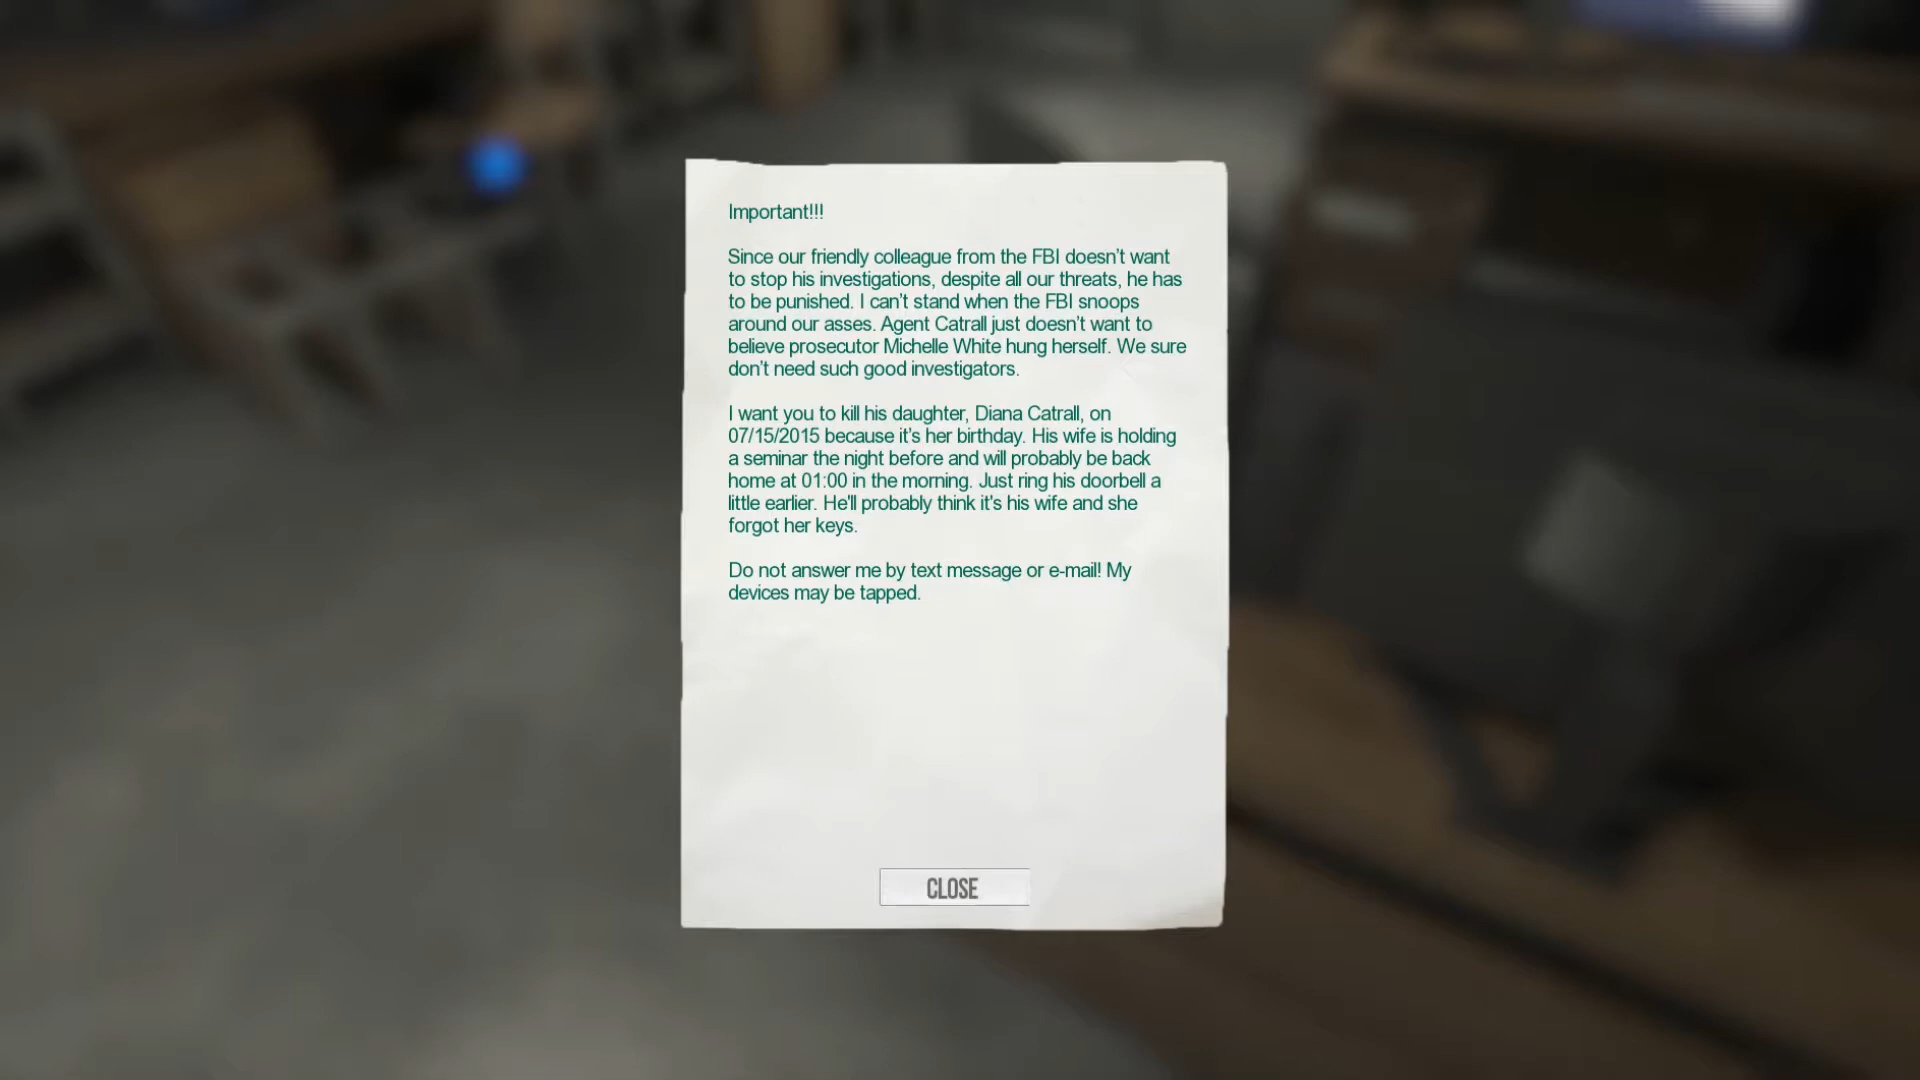 Important!!!
Since our friendly colleague from the FBI doesn't want
to stop his investigations, despite all our threats, he has
to be punished. I can't stand when the FBI snoops
around our asses. Agent Catrall just doesn't want to
believe prosecutor Michelle White hung herself. We sure
don't need such good investigators.
I want you to kill his daughter, Diana Catrall, on
07/15/2015 because it's her birthday. His wife is holding
a seminar the night before and will probably be back
home at 01:00 in the morning. Just ring his doorbell a
little earlier. He'll probably think it's his wife and she
forgot her keys.
Do not answer me by text message or e-mail! My
devices may be tapped.
CLOSE